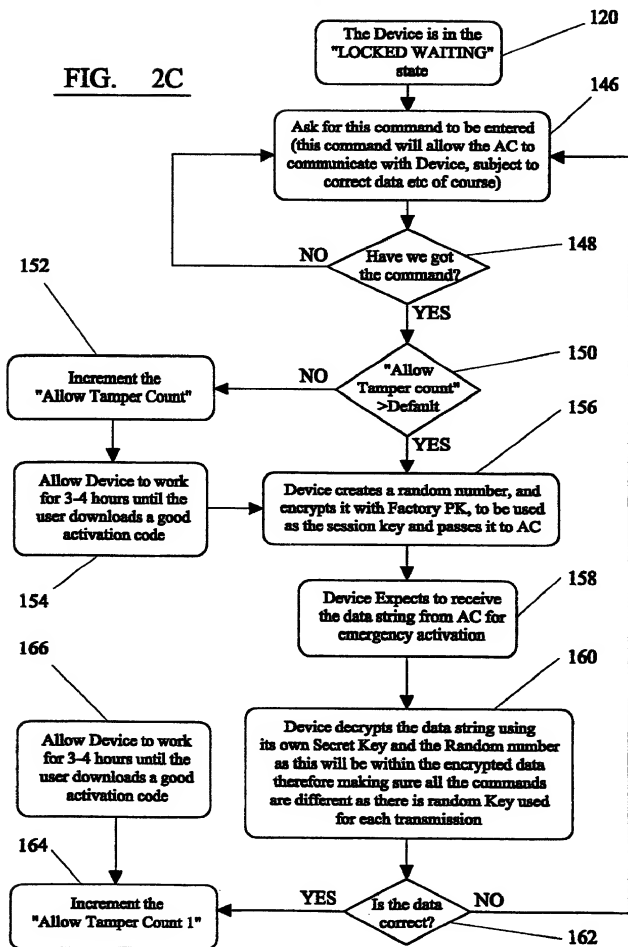 FIG. 2C
120
The Device is in the
"LOCKED WAITING"
state
146
Ask for this command to be entered
(this command will allow the AC to
communicate with Device, subject to
correct data etc of course)
148
Have we got
the command?
NO
YES
150
"Allow
Tamper count"
>Default
NO
YES
152
Increment the
"Allow Tamper Count"
154
Allow Device to work
for 3-4 hours until the
user downloads a good
activation code
156
Device creates a random number, and
encrypts it with Factory PK, to be used
as the session key and passes it to AC
158
Device Expects to receive
the data string from AC for
emergency activation
160
Device decrypts the data string using
its own Secret Key and the Random number
as this will be within the encrypted data
therefore making sure all the commands
are different as there is random Key used
for each transmission
162
Is the data
correct?
YES
NO
166
Allow Device to work
for 3-4 hours until the
user downloads a good
activation code
164
Increment the
"Allow Tamper Count 1"